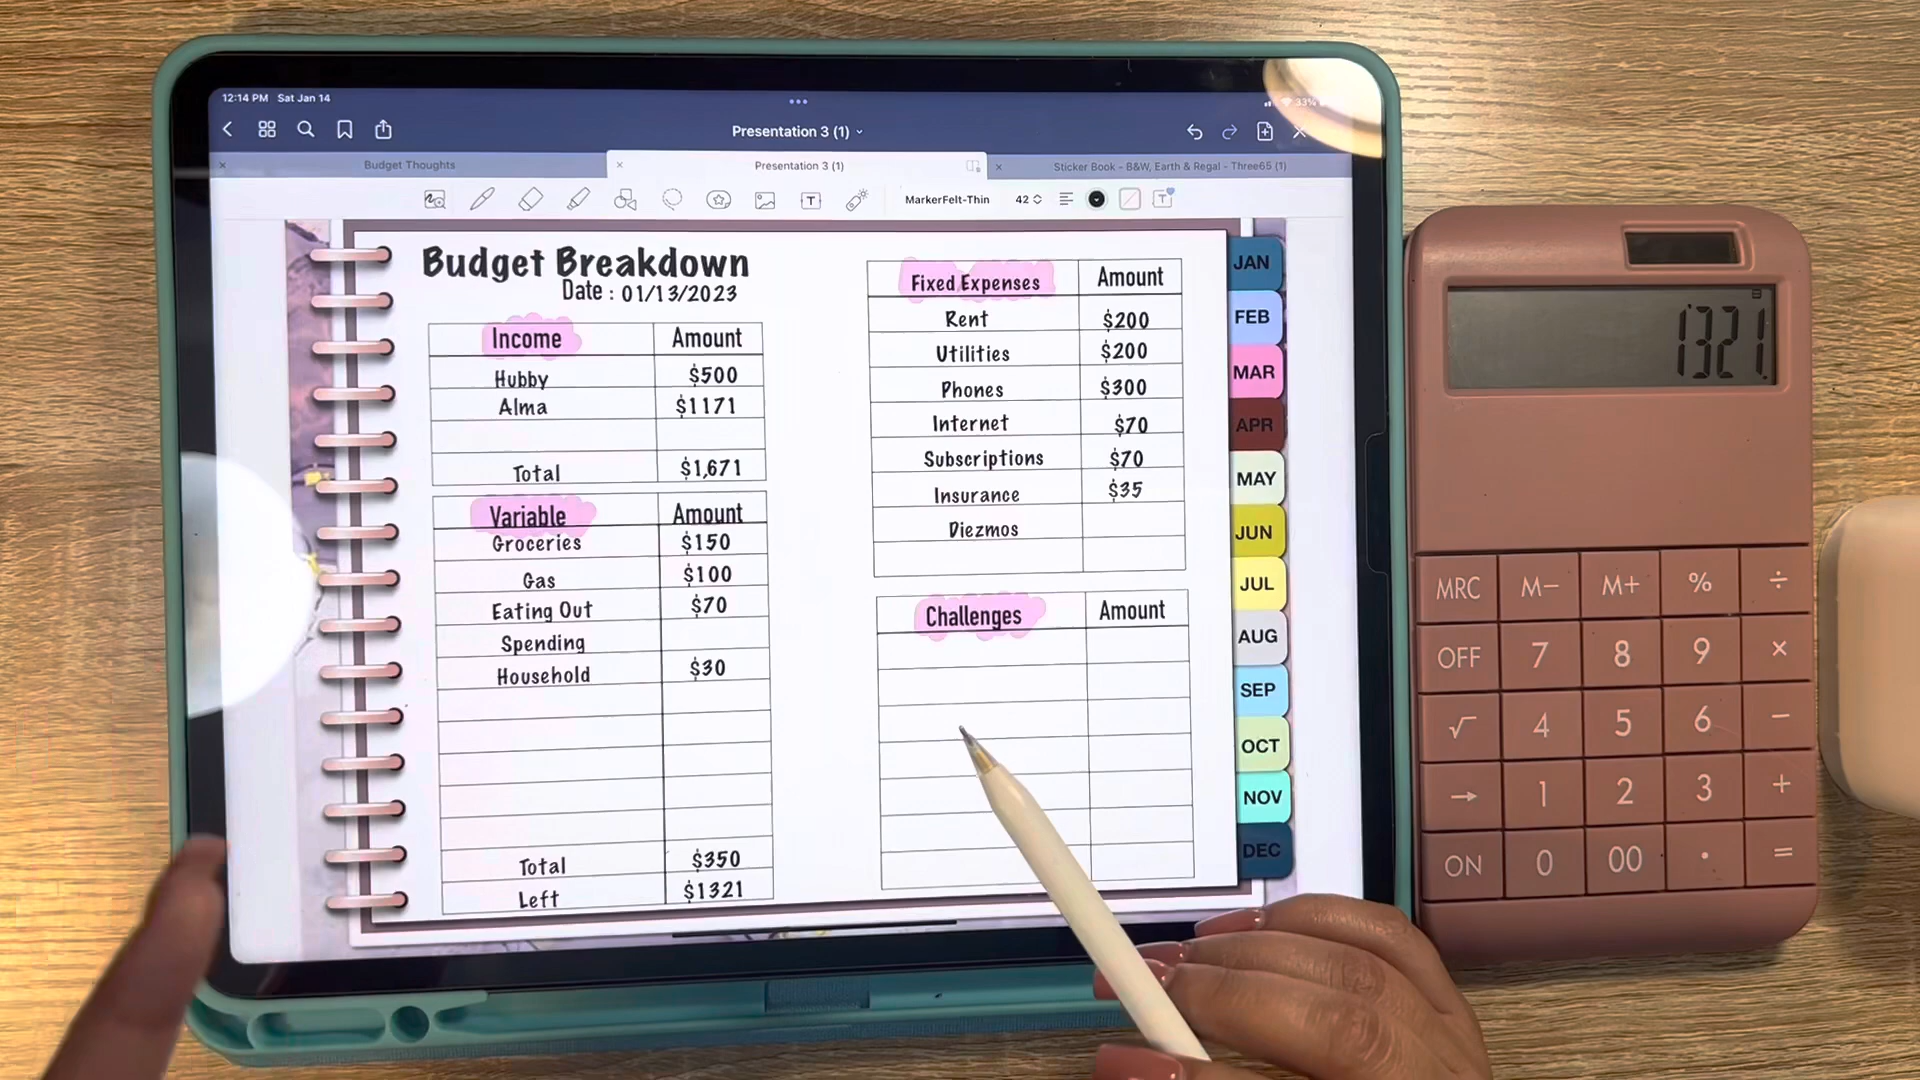 12:14 PM Sat Jan 14
33%
Presentation 3 (1)
Budget Thoughts
Presentation 3 (1)
Sticker Book - B&W, Earth & Regal - Three65 (1)
MarkerFelt-Thin 42
Budget Breakdown
Date : 01/13/2023
Income Amount
Hubby $500
Alma $1171
Total $1,671
Variable Amount
Groceries $150
Gas $100
Eating Out $70
Spending
Household $30
Total $350
Left $1321
Fixed Expenses Amount
Rent $200
Utilities $200
Phones $300
Internet $70
Subscriptions $70
Insurance $35
Diezmos
Challenges Amount
JAN
FEB
MAR
APR
MAY
JUN
JUL
AUG
SEP
OCT
NOV
DEC
1321.
MRC M− M+ % ÷
OFF 7 8 9 ×
√ 4 5 6 −
→ 1 2 3 +
ON 0 00 · =